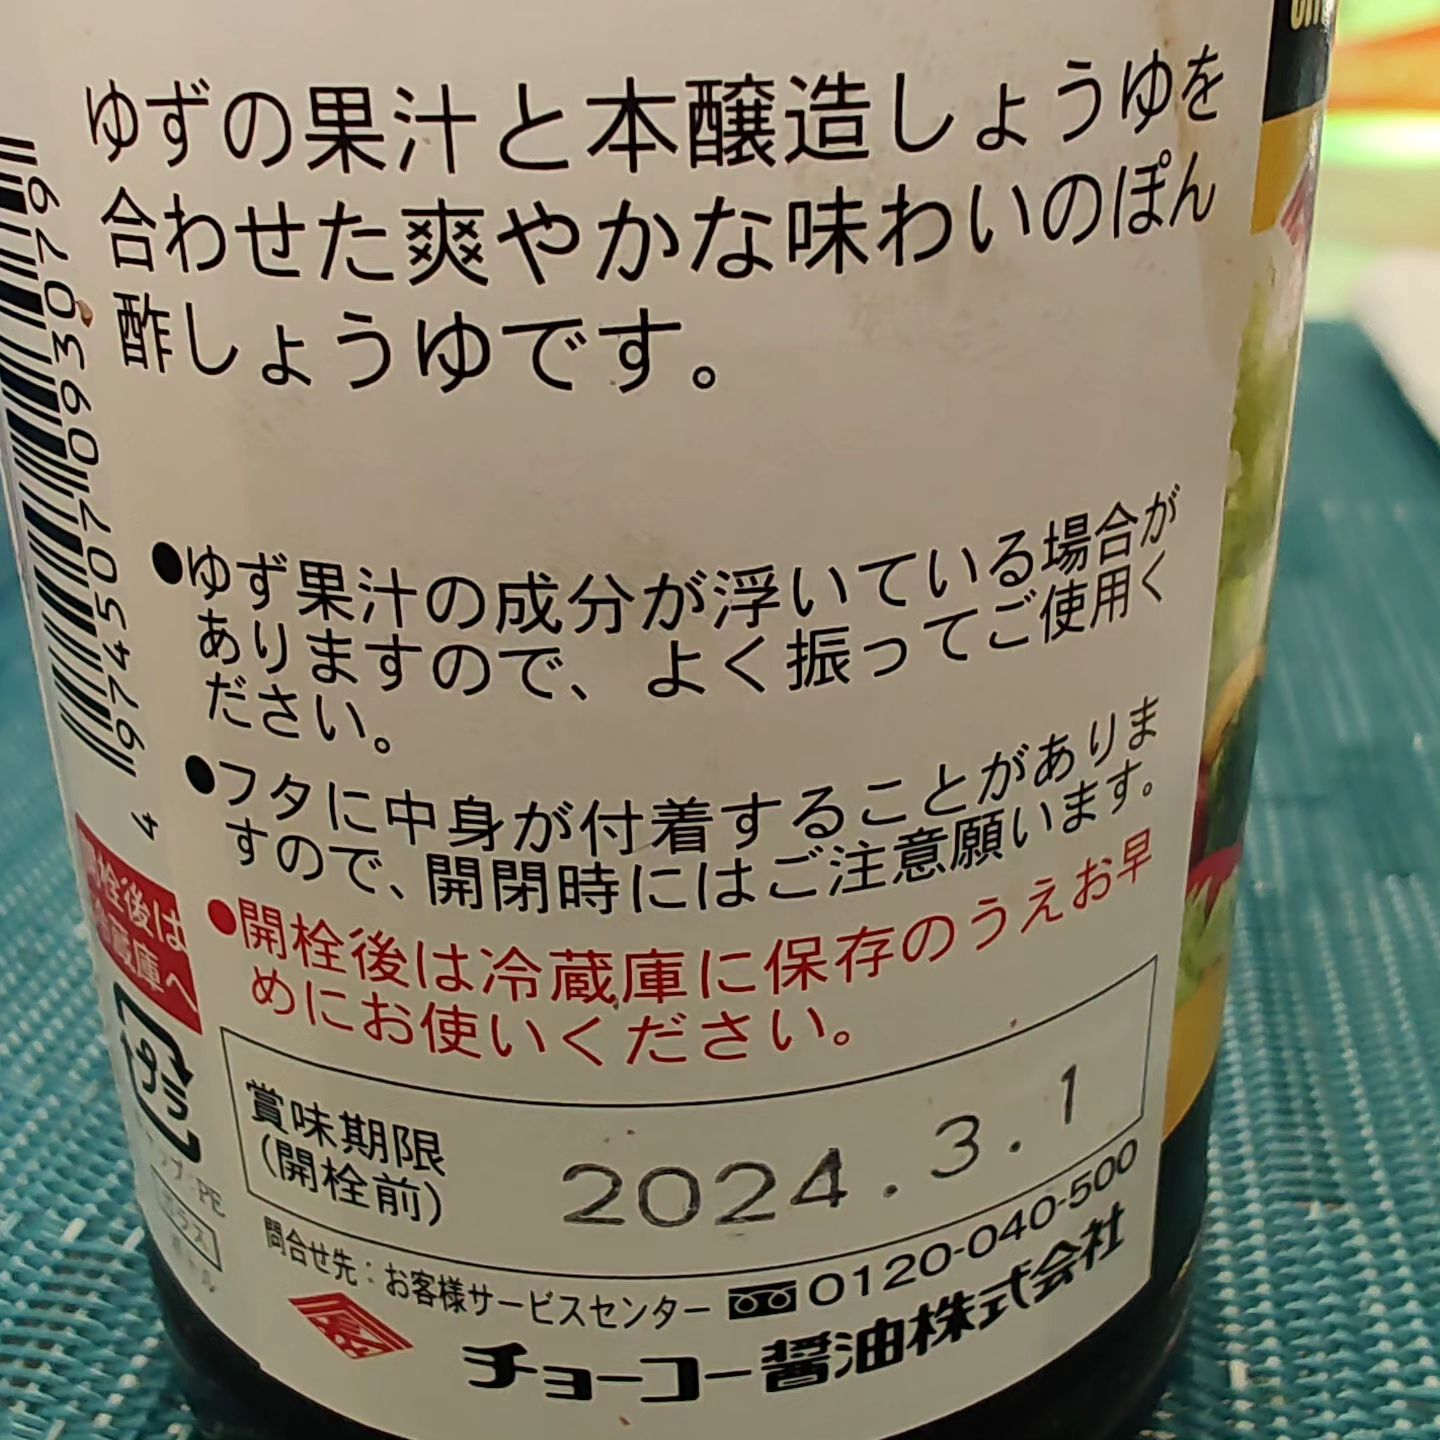 ゆずの果汁と本醸造しょうゆを
合わせた爽やかな味わいのぽん
酢しょうゆです。
●ゆず果汁の成分が浮いている場合が
ありますので、よく振ってご使用く
ださい。
●フタに中身が付着することがありま
すので、開閉時にはご注意願います。
●開栓後は冷蔵庫に保存のうえお早
めにお使いください。
賞味期限
(開栓前)
2024.3.1
問合せ先：お客様サービスセンター 0120-040-500
チョーコー醤油株式会社
4 974507 093079
開栓後は
冷蔵庫へ
プラ
PE